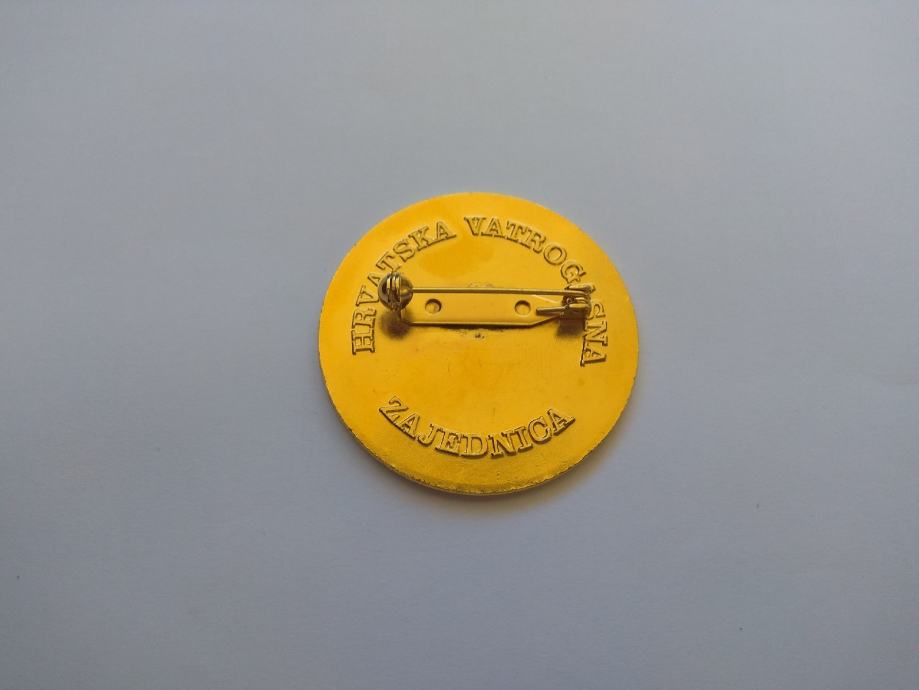 HRVATSKA VATROGASNA
ZAJEDNICA